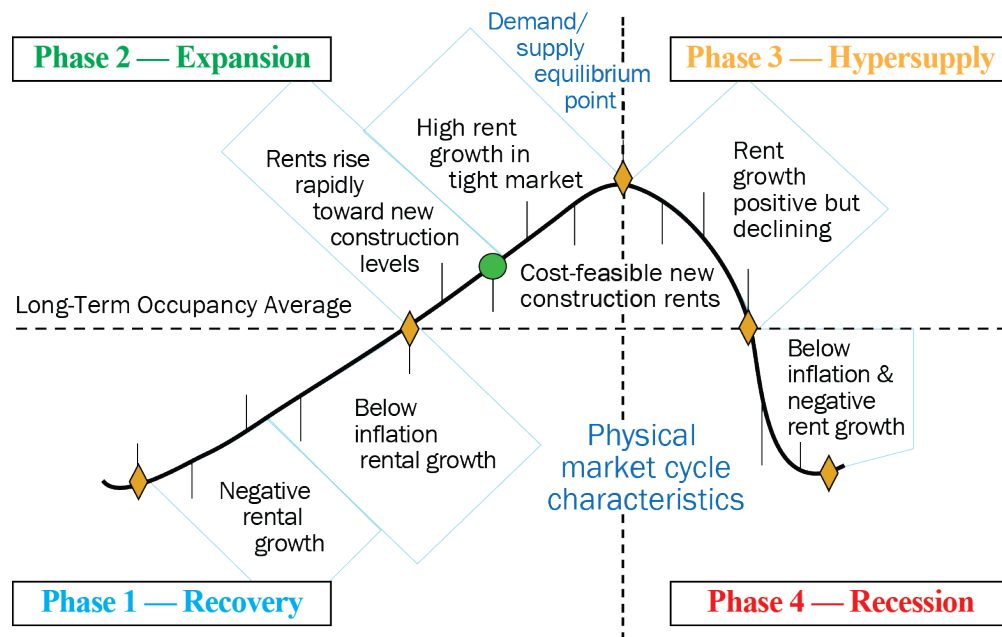 Phase 2 — Expansion
Demand/
supply
equilibrium
point
Phase 3 — Hypersupply
High rent
growth in
tight market
Rents rise
rapidly
toward new
construction
levels
Rent
growth
positive but
declining
Cost-feasible new
construction rents
Long-Term Occupancy Average
Below
inflation &
negative
rent growth
Below
inflation
rental growth
Physical
market cycle
characteristics
Negative
rental
growth
Phase 1 — Recovery
Phase 4 — Recession